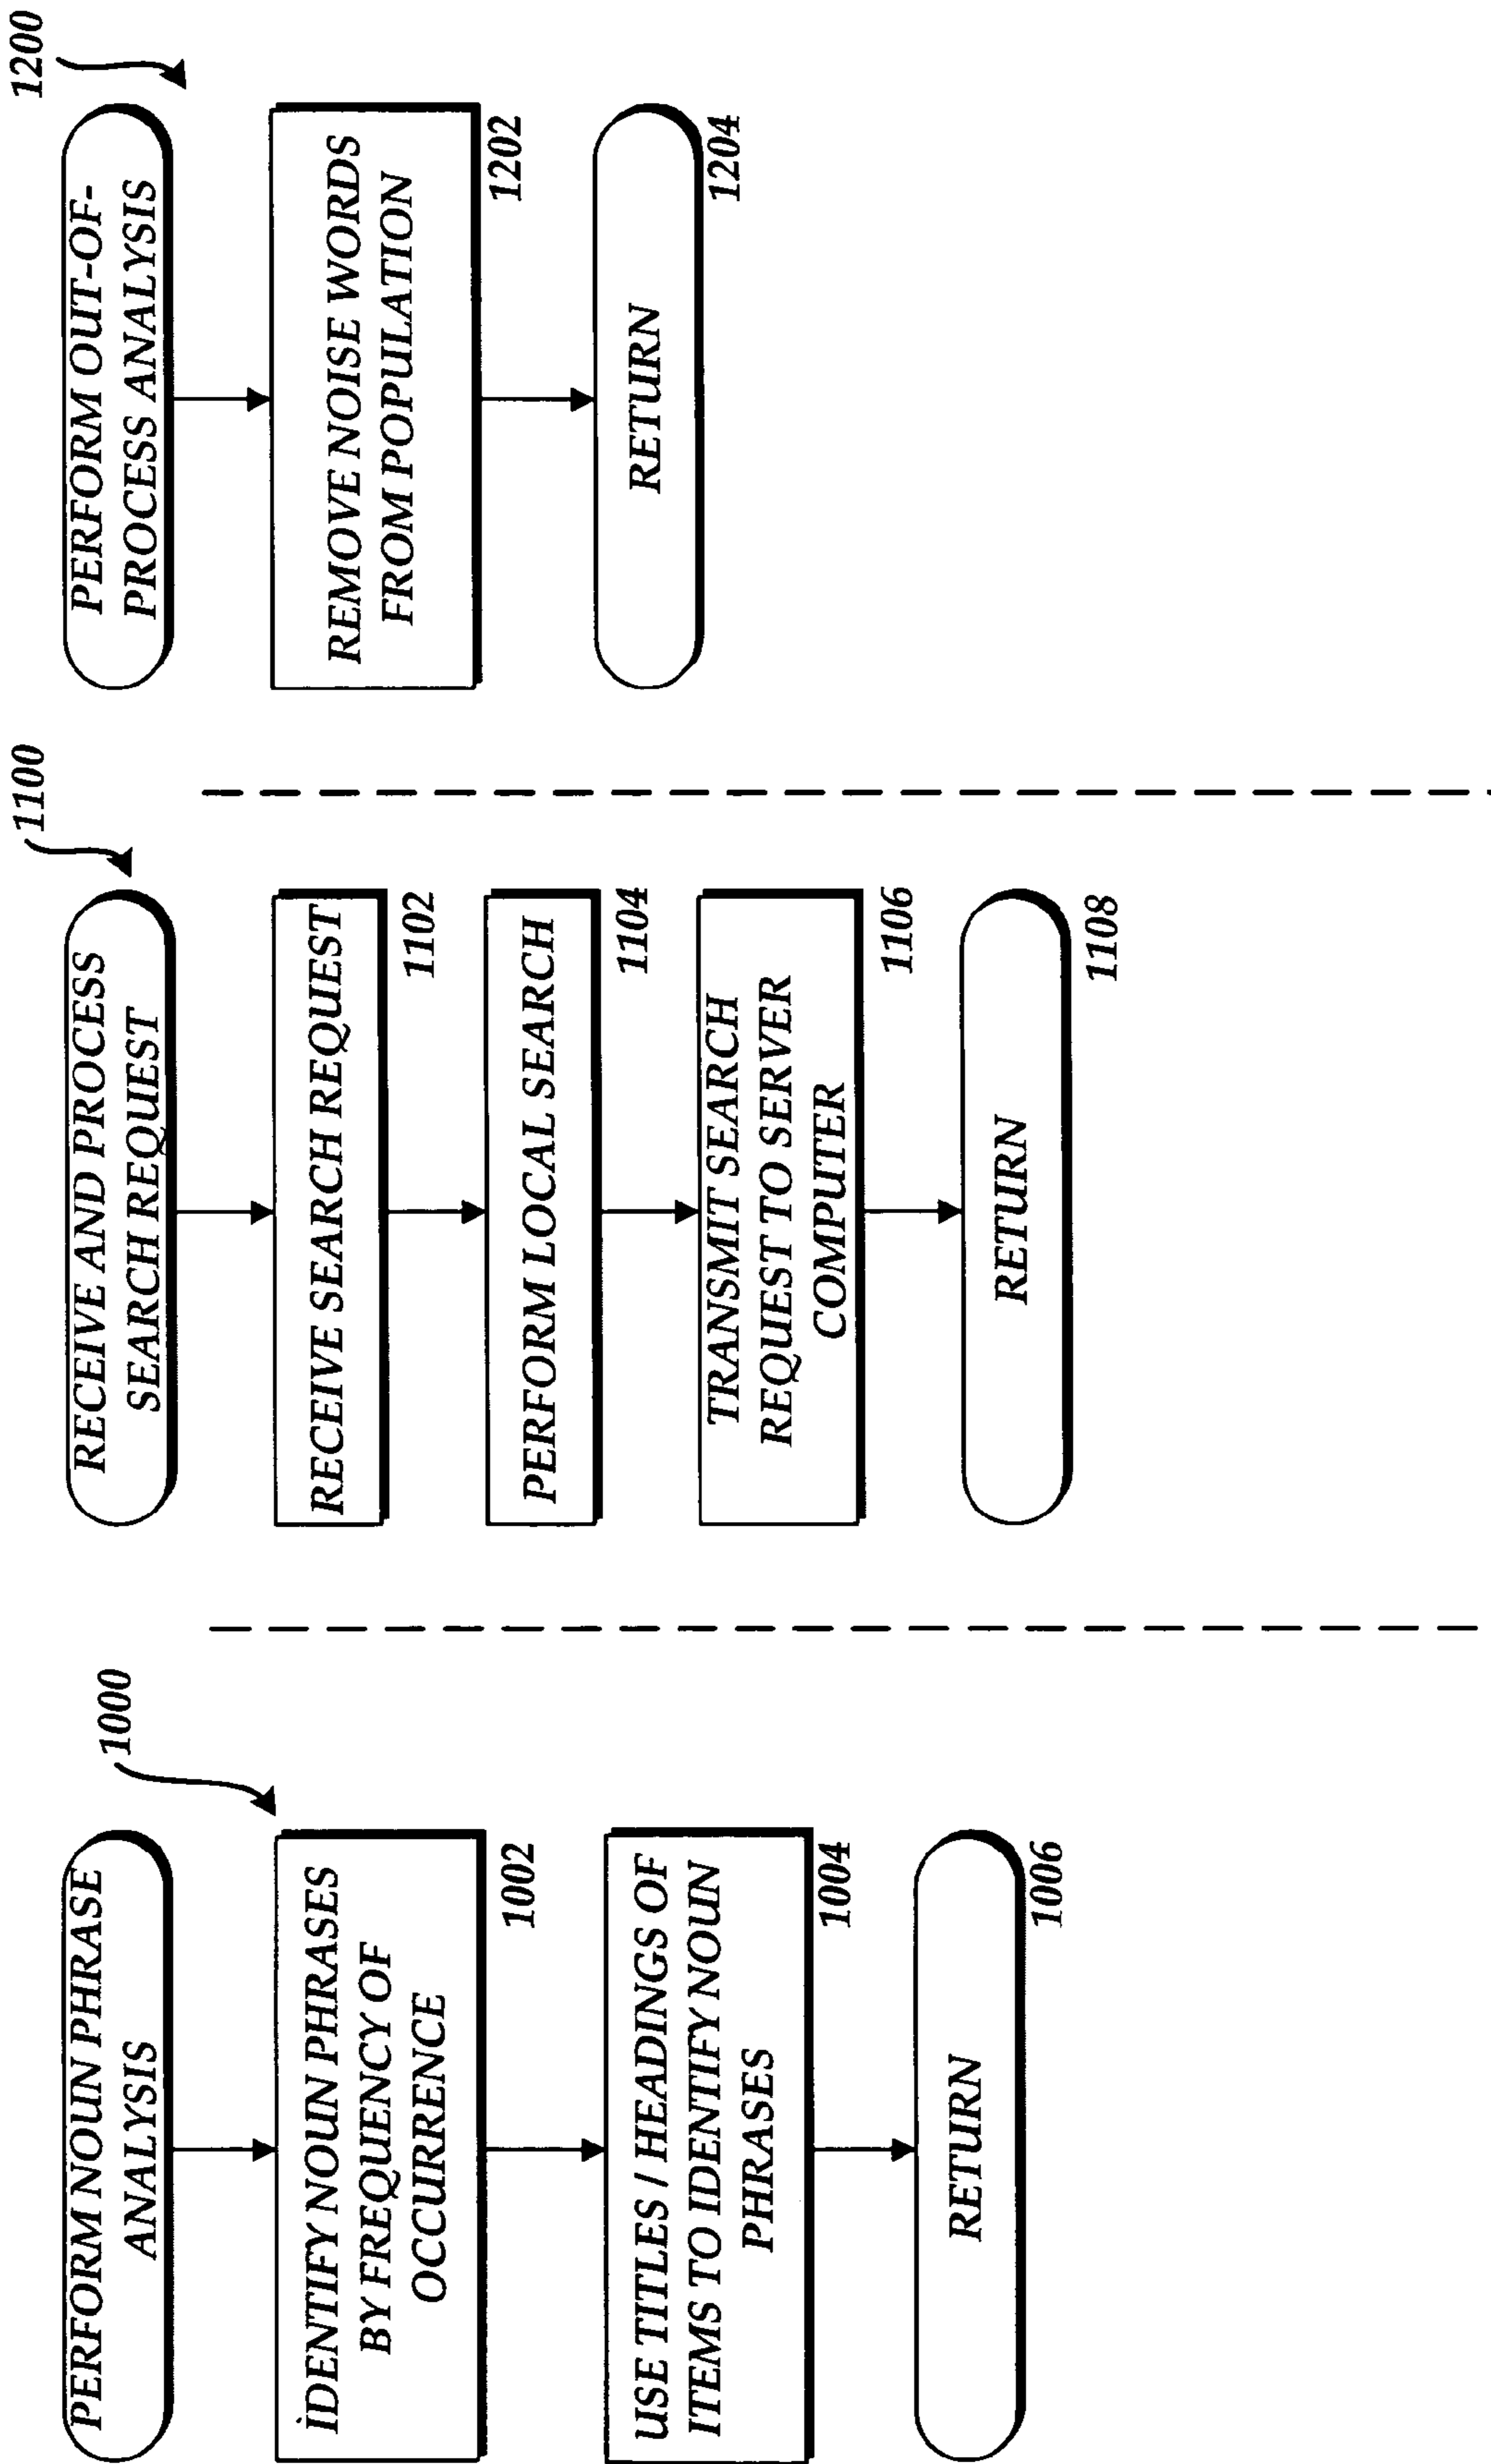 1000
PERFORM NOUN PHRASE
ANALYSIS
IDENTIFY NOUN PHRASES
BY FREQUENCY OF
OCCURRENCE
1002
USE TITLES / HEADINGS OF
ITEMS TO IDENTIFY NOUN
PHRASES
1004
RETURN
1006
1100
RECEIVE AND PROCESS
SEARCH REQUEST
RECEIVE SEARCH REQUEST
1102
PERFORM LOCAL SEARCH
1104
TRANSMIT SEARCH
REQUEST TO SERVER
COMPUTER
1106
RETURN
1108
1200
PERFORM OUT-OF-
PROCESS ANALYSIS
REMOVE NOISE WORDS
FROM POPULATION
1202
RETURN
1204